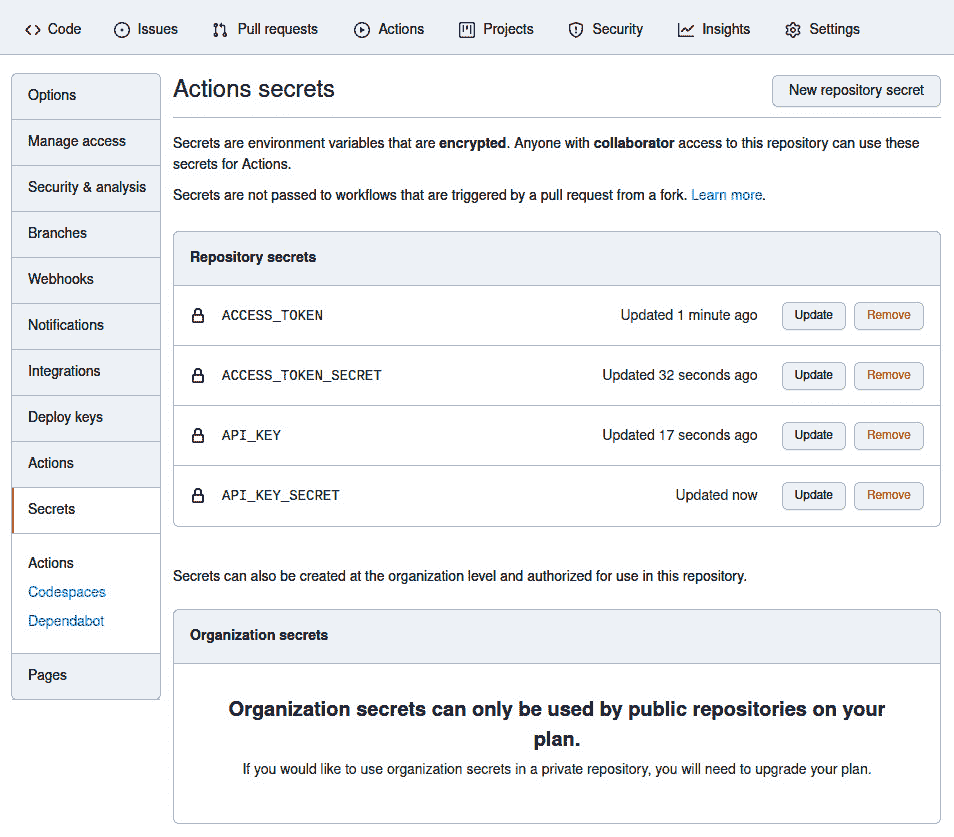 Code Issues Pull requests Actions Projects Security Insights Settings
Options
Manage access
Security & analysis
Branches
Webhooks
Notifications
Integrations
Deploy keys
Actions
Secrets
Actions
Codespaces
Dependabot
Pages
Actions secrets
New repository secret
Secrets are environment variables that are encrypted. Anyone with collaborator access to this repository can use these
secrets for Actions.
Secrets are not passed to workflows that are triggered by a pull request from a fork. Learn more.
Repository secrets
ACCESS_TOKEN Updated 1 minute ago Update Remove
ACCESS_TOKEN_SECRET Updated 32 seconds ago Update Remove
API_KEY Updated 17 seconds ago Update Remove
API_KEY_SECRET Updated now Update Remove
Secrets can also be created at the organization level and authorized for use in this repository.
Organization secrets
Organization secrets can only be used by public repositories on your
plan.
If you would like to use organization secrets in a private repository, you will need to upgrade your plan.